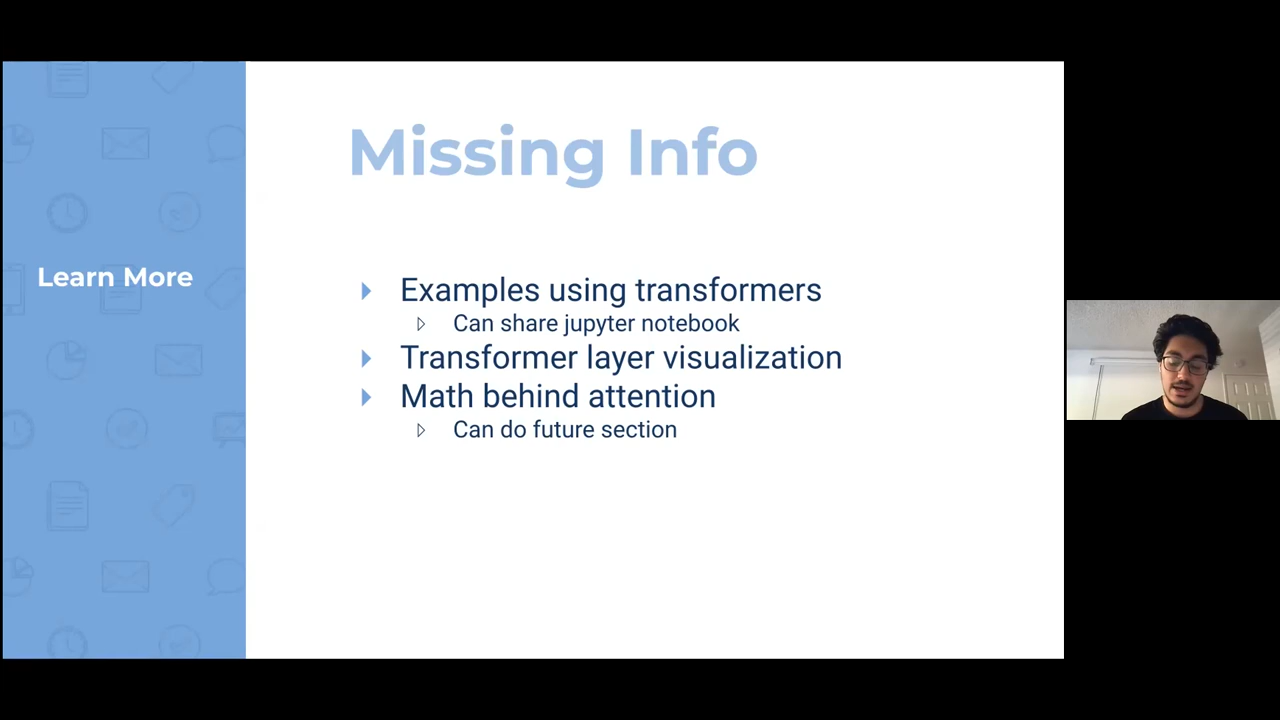 Learn More
Missing Info
Examples using transformers
Can share jupyter notebook
Transformer layer visualization
Math behind attention
Can do future section